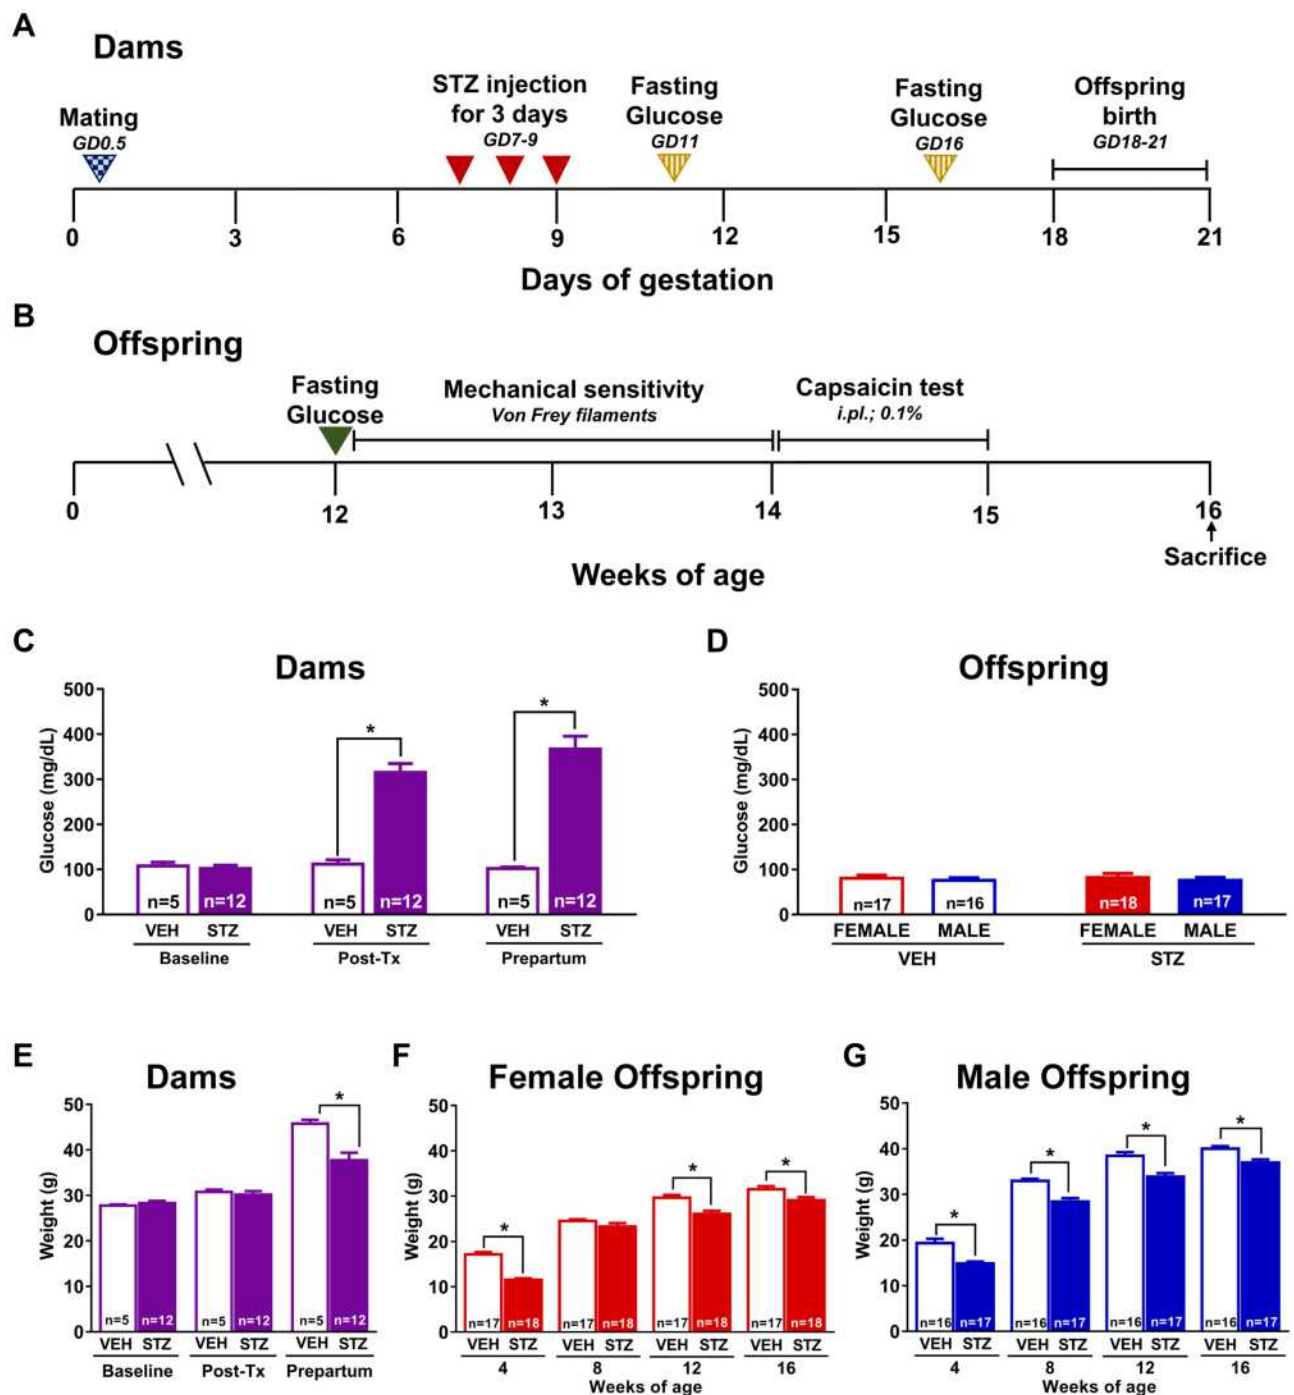 A
Dams
Mating
GD0.5
STZ injection
for 3 days
GD7-9
Fasting
Glucose
GD11
Fasting
Glucose
GD16
Offspring
birth
GD18-21
0 3 6 9 12 15 18 21
Days of gestation
B
Offspring
Fasting
Glucose
Mechanical sensitivity
Von Frey filaments
Capsaicin test
i.pl.; 0.1%
0 12 13 14 15 16
Sacrifice
Weeks of age
C
Dams
Glucose (mg/dL)
500
400
300
200
100
0
* *
n=5 n=12 n=5 n=12 n=5 n=12
VEH STZ VEH STZ VEH STZ
Baseline Post-Tx Prepartum
D
Offspring
Glucose (mg/dL)
500
400
300
200
100
0
n=17 n=16 n=18 n=17
FEMALE MALE FEMALE MALE
VEH STZ
E
Dams
Weight (g)
50
40
30
20
10
0
*
n=5 n=12 n=5 n=12 n=5 n=12
VEH STZ VEH STZ VEH STZ
Baseline Post-Tx Prepartum
F
Female Offspring
Weight (g)
50
40
30
20
10
0
* * *
n=17 n=18 n=17 n=18 n=17 n=18 n=17 n=18
VEH STZ VEH STZ VEH STZ VEH STZ
4 8 12 16
Weeks of age
G
Male Offspring
Weight (g)
50
40
30
20
10
0
* * * *
n=16 n=17 n=16 n=17 n=16 n=17 n=16 n=17
VEH STZ VEH STZ VEH STZ VEH STZ
4 8 12 16
Weeks of age